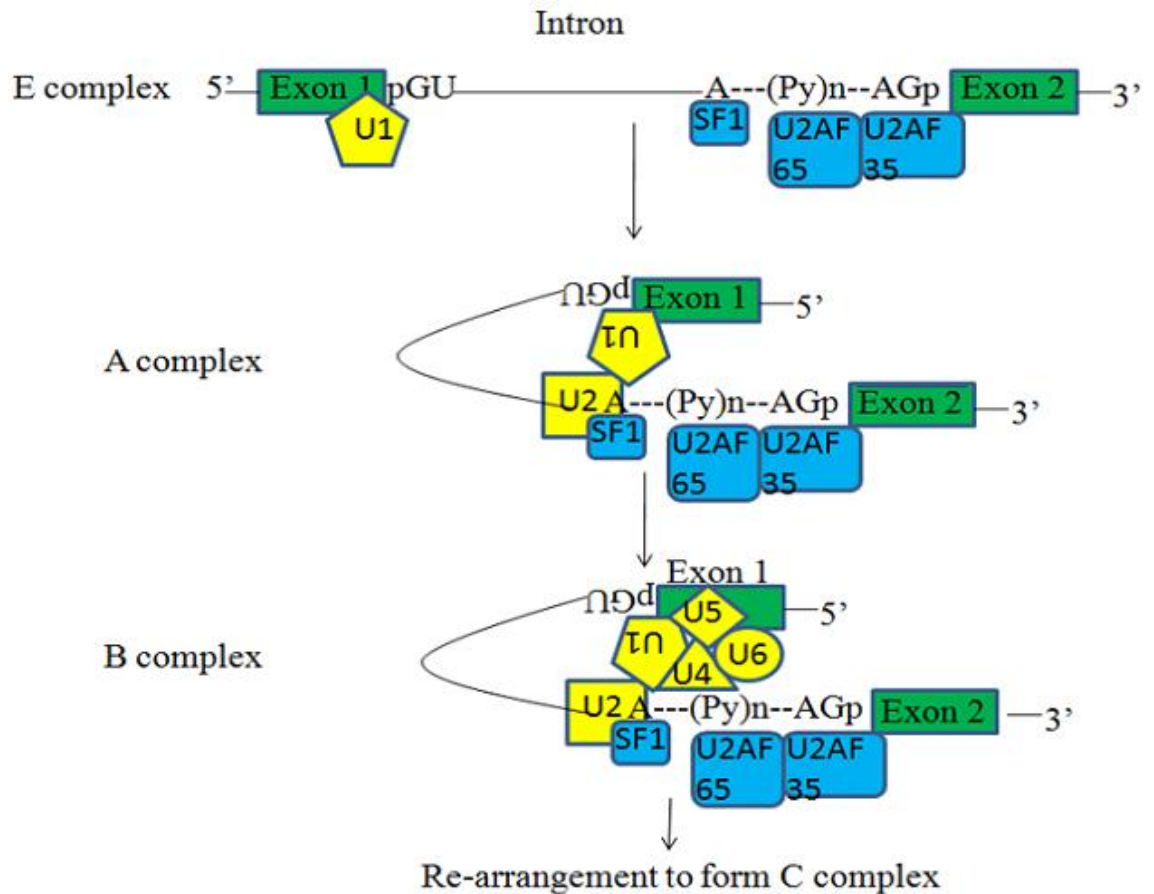 Intron
E complex 5’ Exon 1 pGU A---(Py)n--AGp Exon 2 3’
U1 SF1 U2AF U2AF
65 35
pGU Exon 1 5’
U1
A complex
U2 A---(Py)n--AGp Exon 2 3’
SF1 U2AF U2AF
65 35
Exon 1
pGU U5 5’
B complex U1 U4 U6
U2 A---(Py)n--AGp Exon 2 3’
SF1 U2AF U2AF
65 35
Re-arrangement to form C complex